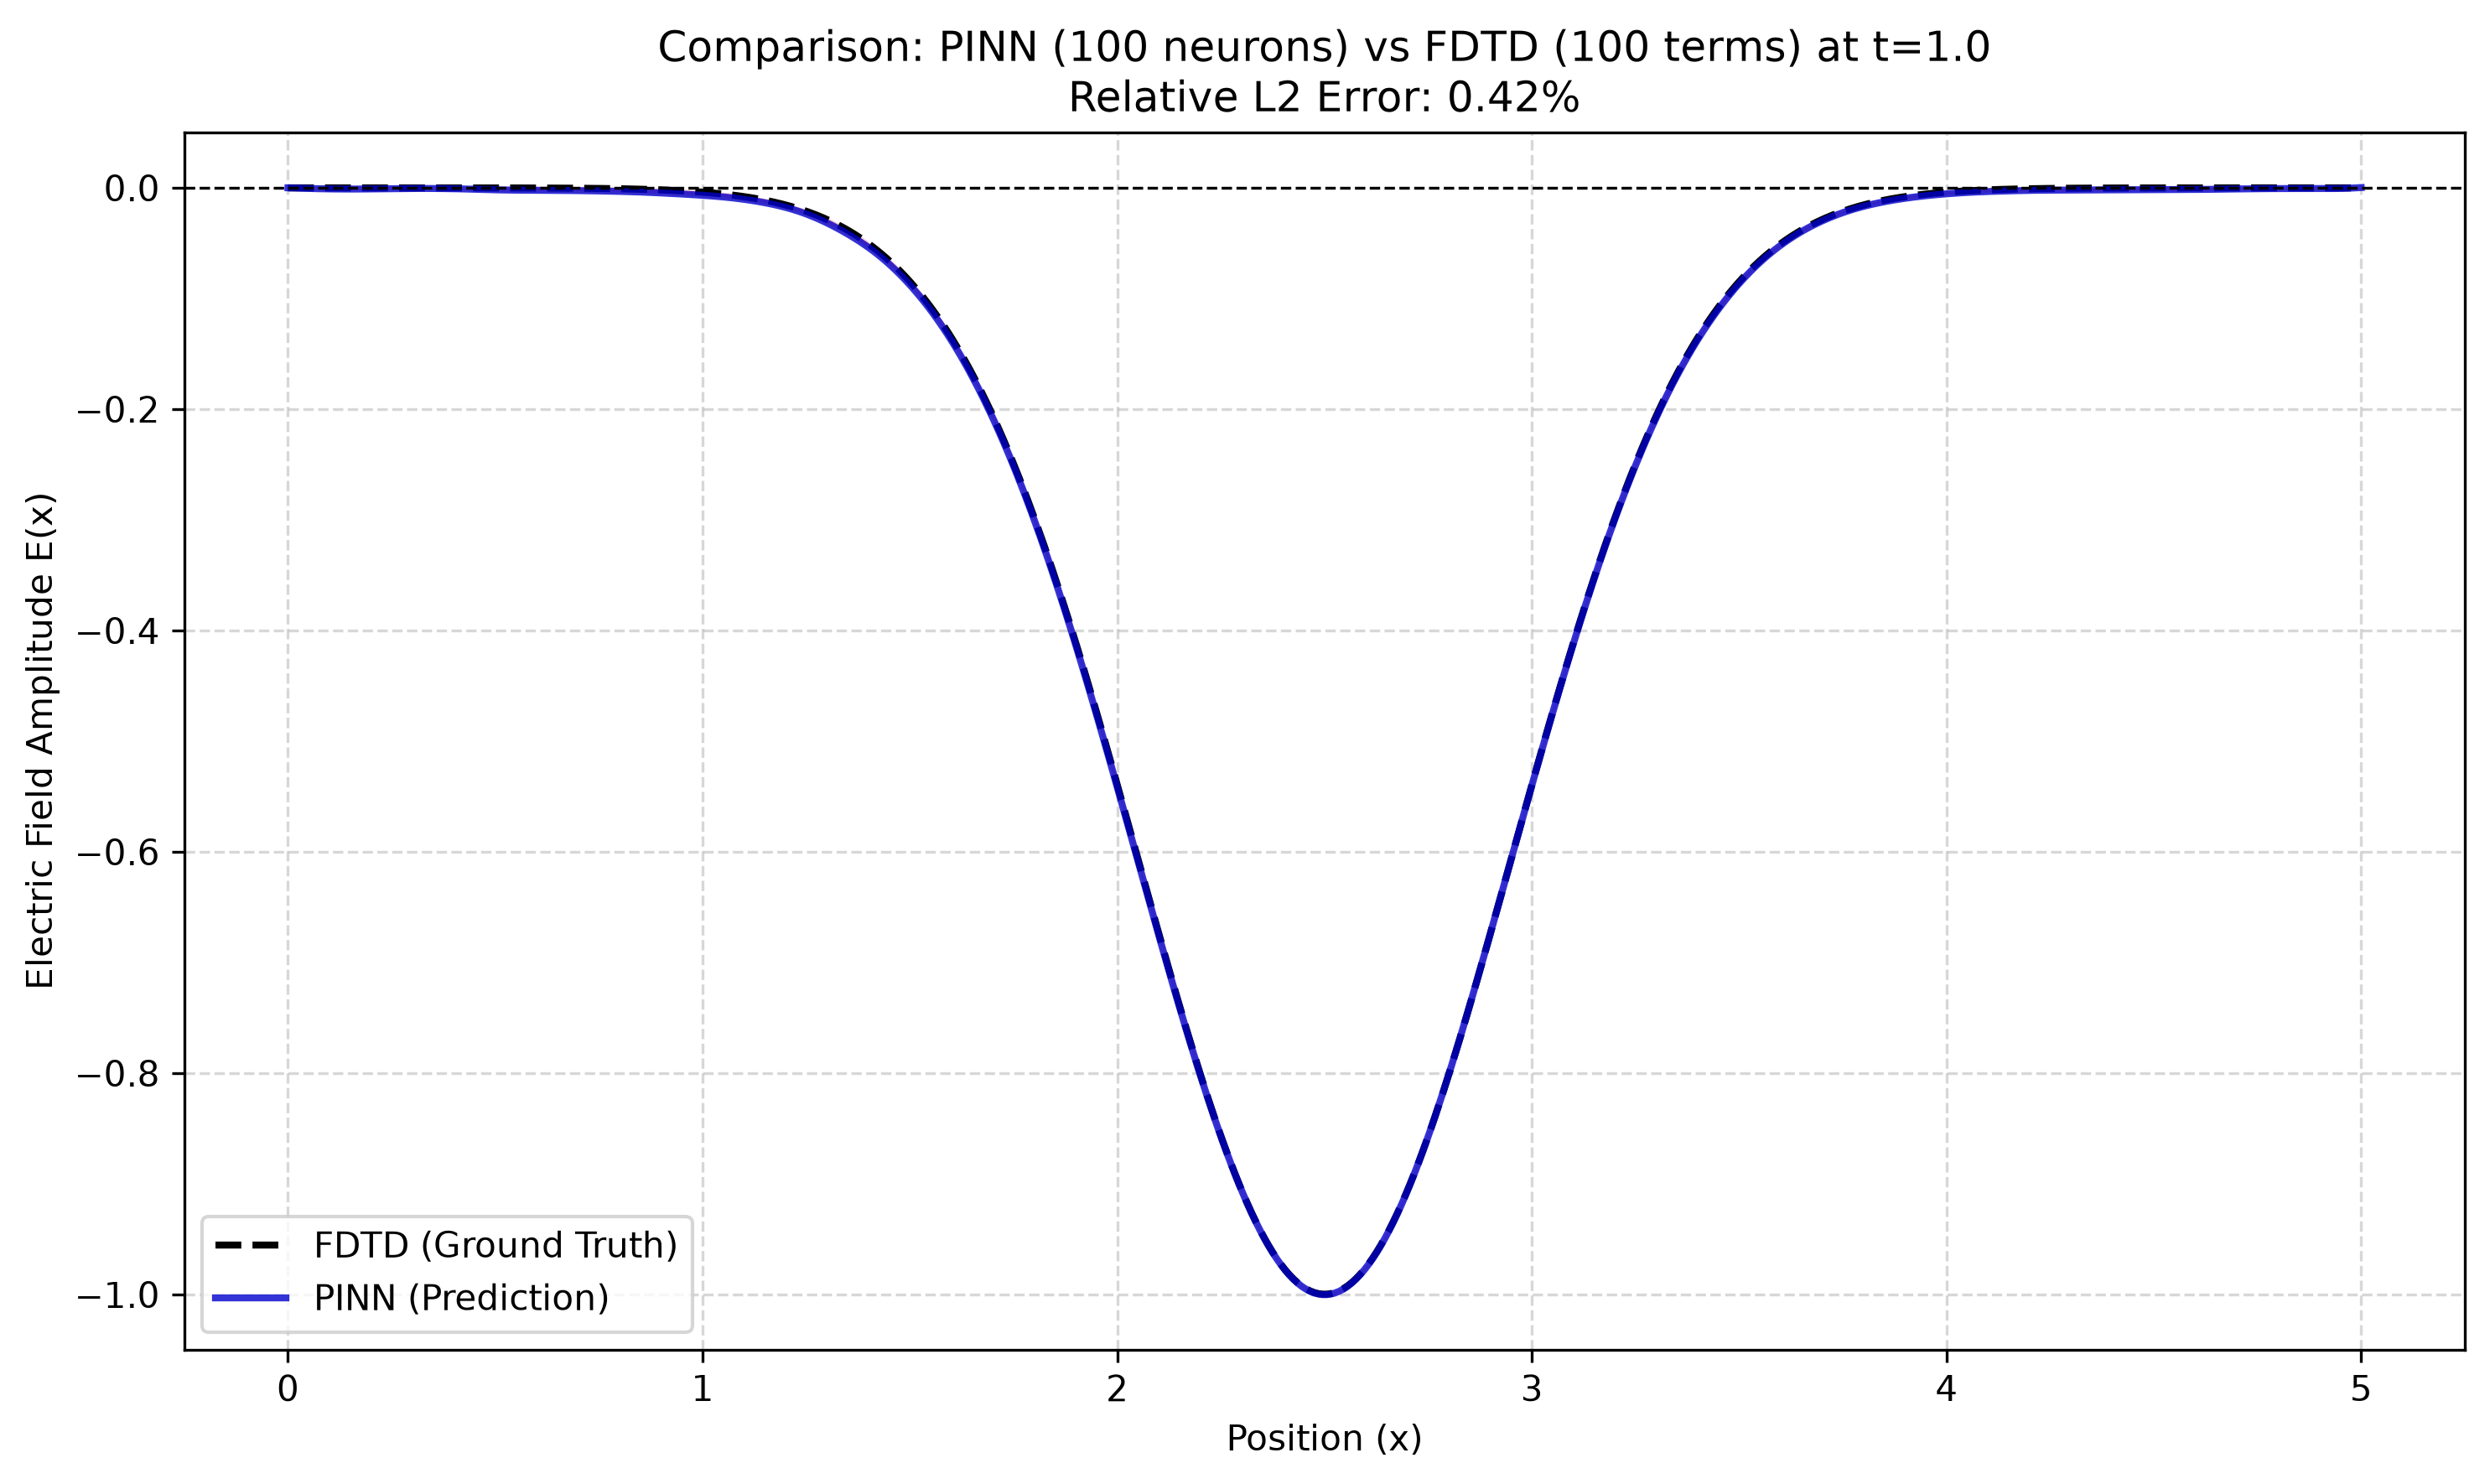 Comparison: PINN (100 neurons) vs FDTD (100 terms) at t=1.0
Relative L2 Error: 0.42%
Electric Field Amplitude E(x)
0.0
−0.2
−0.4
−0.6
−0.8
−1.0
FDTD (Ground Truth)
PINN (Prediction)
0 1 2 3 4 5
Position (x)